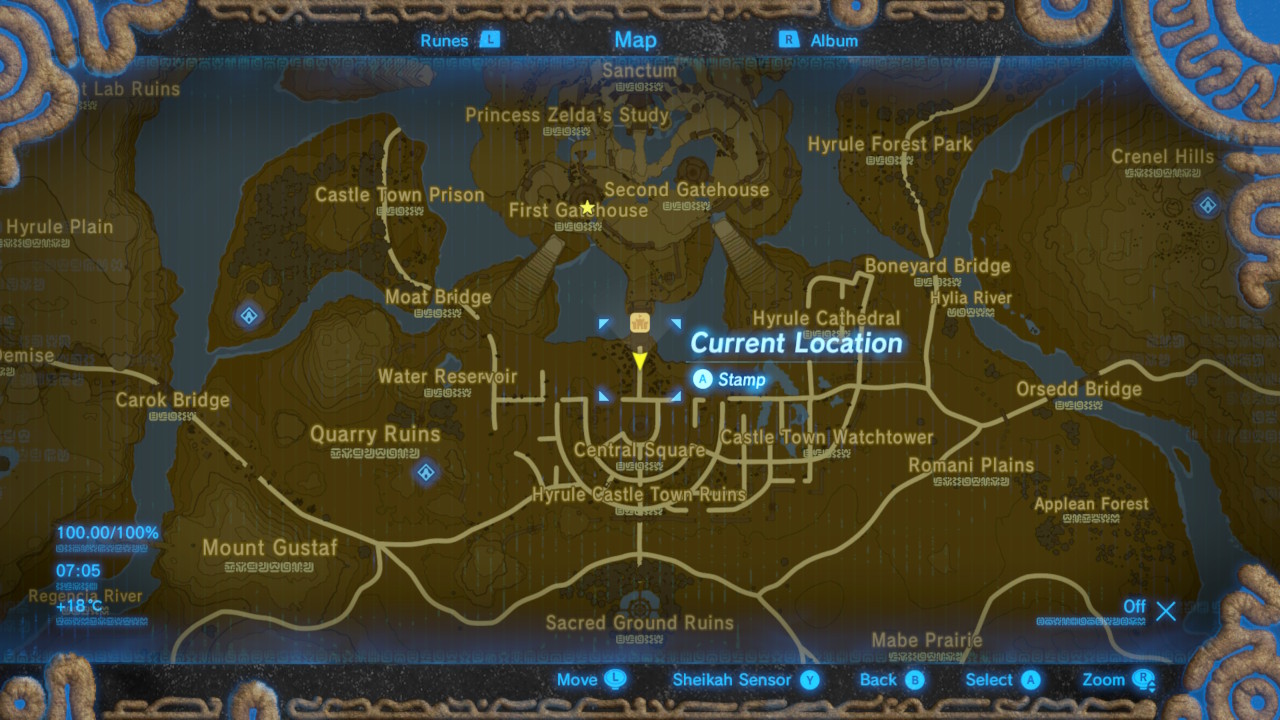 Runes L
Map
R Album
t Lab Ruins
Sanctum
Princess Zelda's Study
Hyrule Forest Park
Crenel Hills
Castle Town Prison
Second Gatehouse
First Gatehouse
Hyrule Plain
Boneyard Bridge
Moat Bridge
Hylia River
Hyrule Cathedral
Current Location
A Stamp
Demise
Water Reservoir
Carok Bridge
Orsedd Bridge
Quarry Ruins
Central Square
Castle Town Watchtower
Romani Plains
Hyrule Castle Town Ruins
Applean Forest
100.00/100%
Mount Gustaf
07:05
Regencia River
+18°C
Off
Sacred Ground Ruins
Mabe Prairie
Move L
Sheikah Sensor Y
Back B
Select A
Zoom R